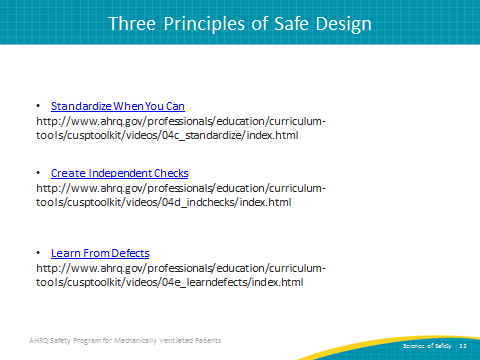 Three Principles of Safe Design
• Standardize When You Can
http://www.ahrq.gov/professionals/education/curriculum-
tools/cusptoolkit/videos/04c_standardize/index.html
• Create Independent Checks
http://www.ahrq.gov/professionals/education/curriculum-
tools/cusptoolkit/videos/04d_indchecks/index.html
• Learn From Defects
http://www.ahrq.gov/professionals/education/curriculum-
tools/cusptoolkit/videos/04e_learndefects/index.html
AHRQ Safety Program for Mechanically Ventilated Patients
Science of Safety 12